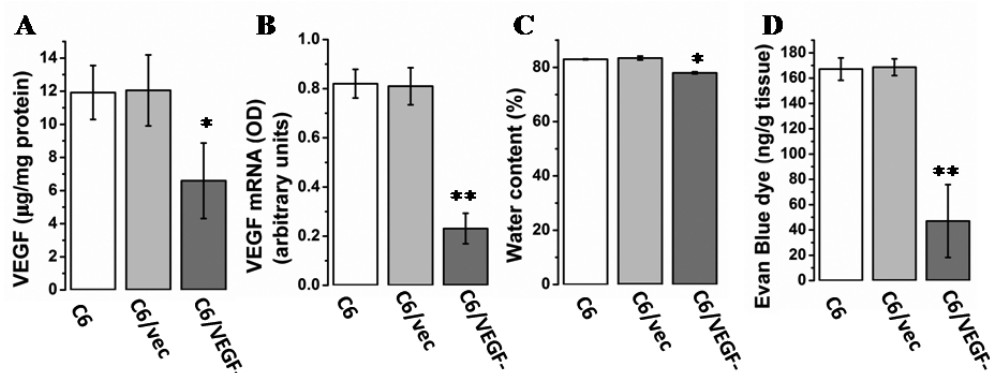 A
VEGF (µg/mg protein)
14
12
10
8
6
4
2
0
*
C6
C6/vec
C6/VEGF-
B
VEGF mRNA (OD)
(arbitrary units)
1.0
0.8
0.6
0.4
0.2
0.0
**
C6
C6/vec
C6/VEGF-
C
Water content (%)
80
60
40
20
0
*
C6
C6/vec
C6/VEGF-
D
Evan Blue dye (ng/g tissue)
180
160
140
120
100
80
60
40
20
0
**
C6
C6/vec
C6/VEGF-